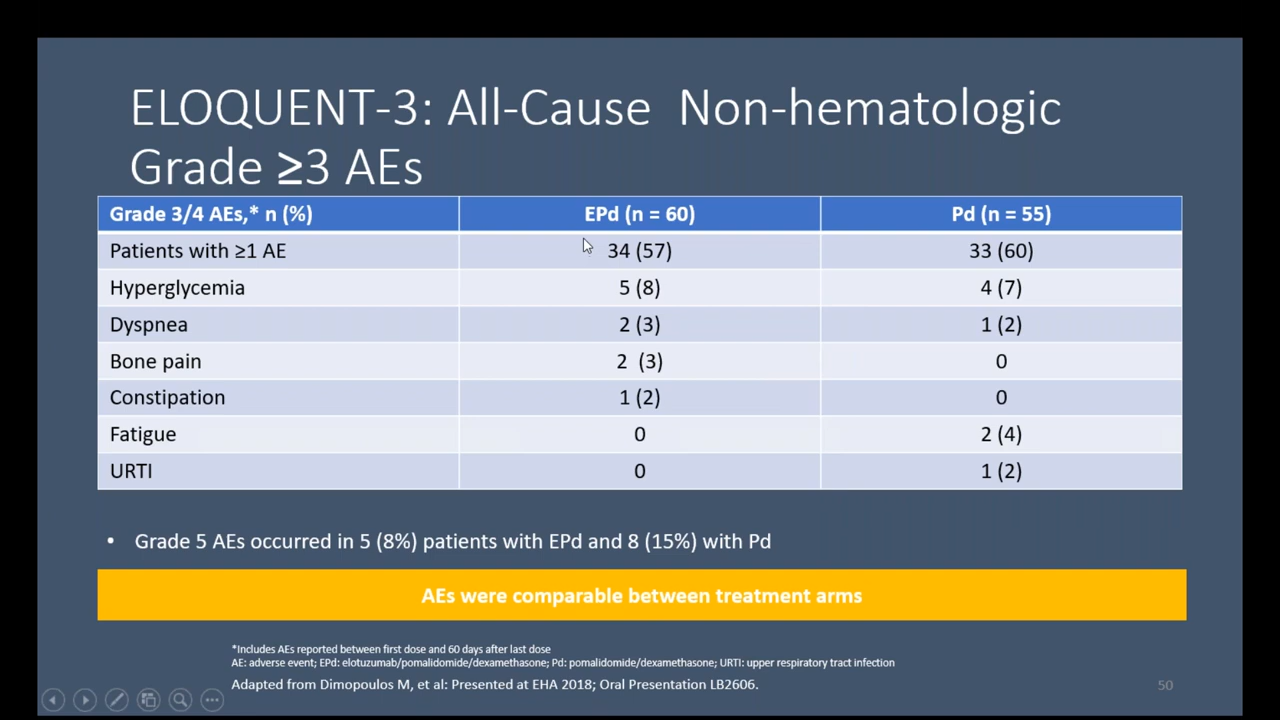 ELOQUENT-3: All-Cause  Non-hematologic
Grade ≥3 AEs
Grade 3/4 AEs,* n (%) EPd (n = 60) Pd (n = 55)
Patients with ≥1 AE 34 (57) 33 (60)
Hyperglycemia 5 (8) 4 (7)
Dyspnea 2 (3) 1 (2)
Bone pain 2  (3) 0
Constipation 1 (2) 0
Fatigue 0 2 (4)
URTI 0 1 (2)
• Grade 5 AEs occurred in 5 (8%) patients with EPd and 8 (15%) with Pd
AEs were comparable between treatment arms
*Includes AEs reported between first dose and 60 days after last dose
AE: adverse event; EPd: elotuzumab/pomalidomide/dexamethasone; Pd: pomalidomide/dexamethasone; URTI: upper respiratory tract infection
Adapted from Dimopoulos M, et al: Presented at EHA 2018; Oral Presentation LB2606.
50